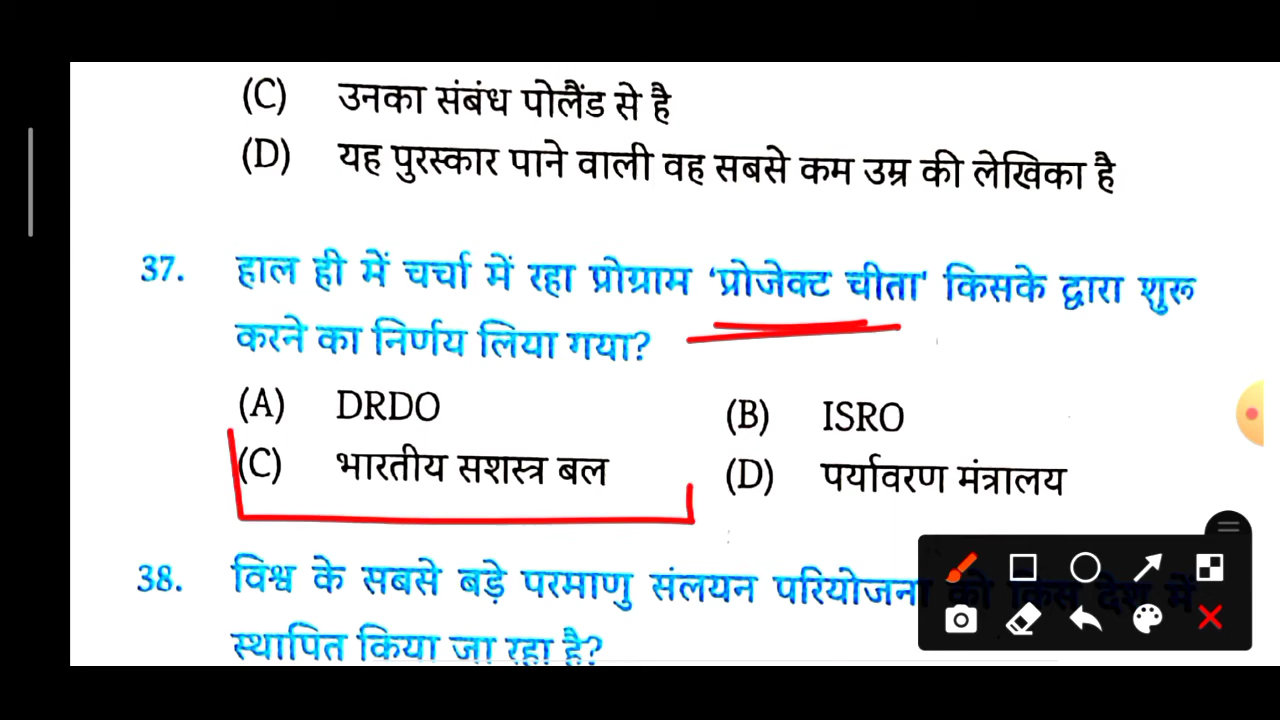 (C) उनका संबंध पोलैंड से है
(D) यह पुरस्कार पाने वाली वह सबसे कम उम्र की लेखिका है
37. हाल ही में चर्चा में रहा प्रोग्राम 'प्रोजेक्ट चीता' किसके द्वारा शुरू
करने का निर्णय लिया गया?
(A) DRDO (B) ISRO
(C) भारतीय सशस्त्र बल (D) पर्यावरण मंत्रालय
38. विश्व के सबसे बड़े परमाणु संलयन परियोजना को किस देश में
स्थापित किया जा रहा है?